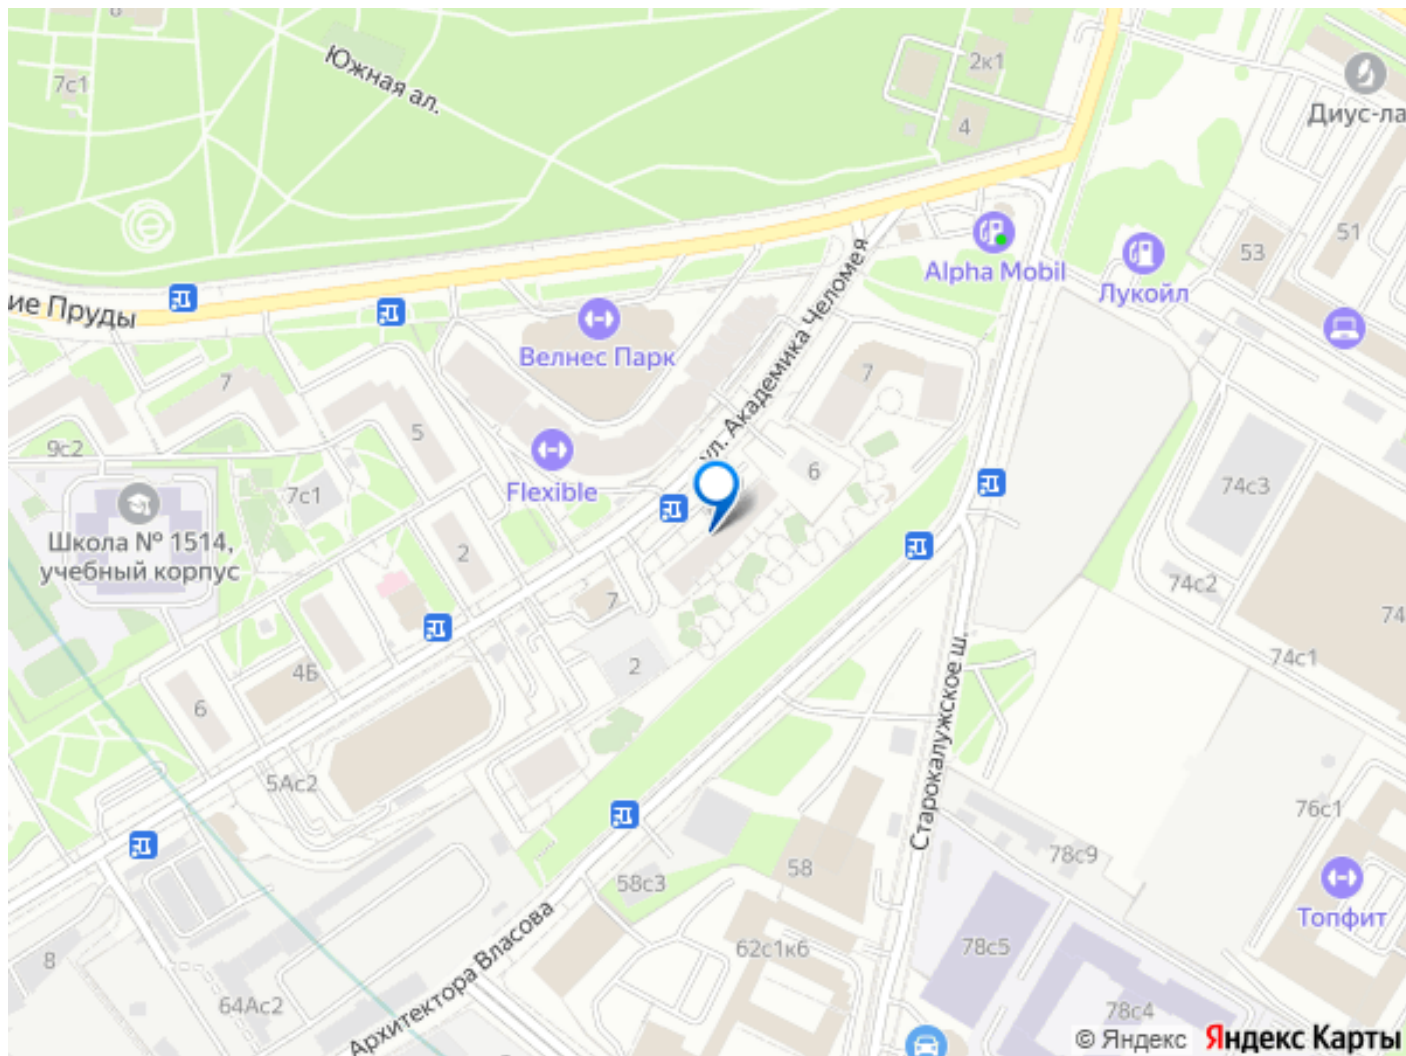 7с1
Южная ал.
2к1
4
Диус-ла
53
51
Alpha Mobil
Лукойл
ие Пруды
Велнес Парк
ул. Академика Челомея
7
7
5
9с2
Flexible
7с1
6
74с3
Школа № 1514,
учебный корпус
2
7
74с2
74
74с1
2
4Б
6
5Ас2
Старокалужское ш.
76с1
78с9
58
58с3
Топфит
Архитектора Власова
62с1к6
78с5
8
64Ас2
78с4
© Яндекс Яндекс Карты